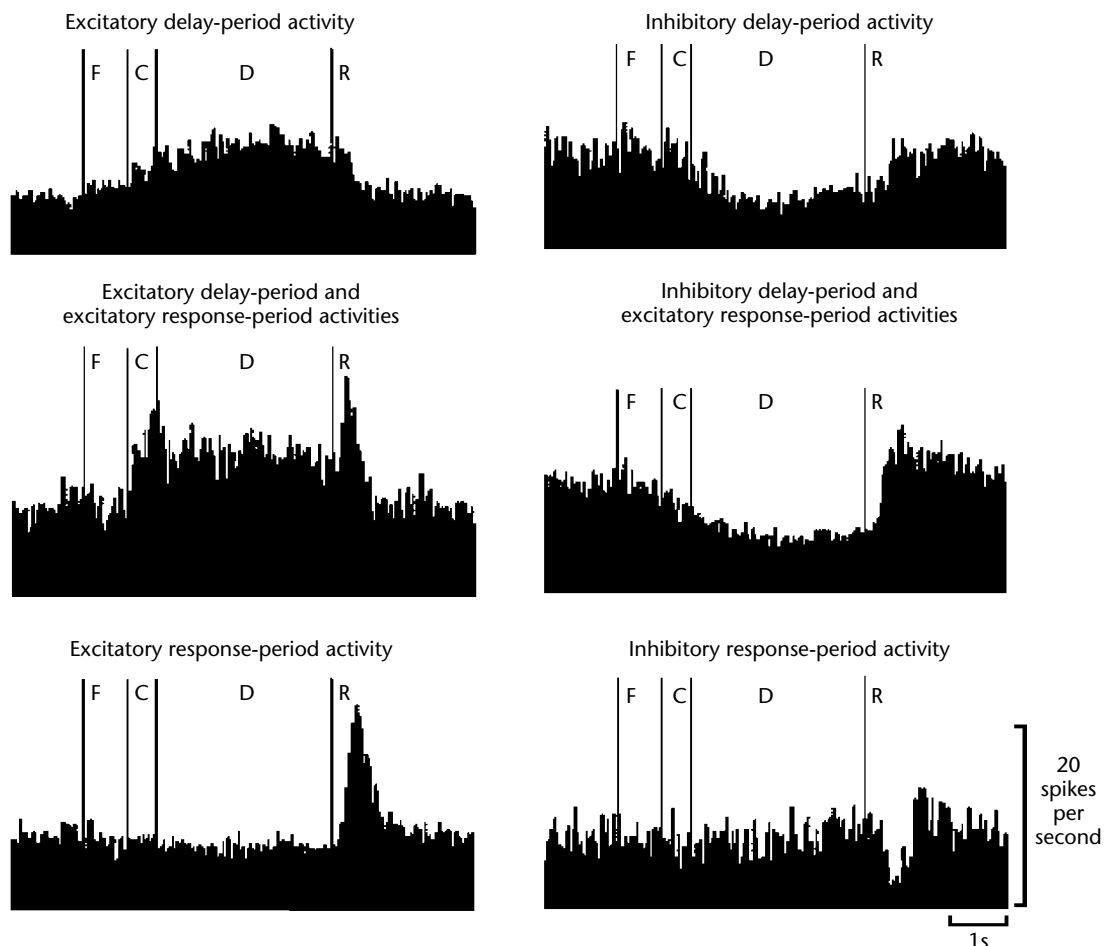 Excitatory delay-period activity
F C D R
Inhibitory delay-period activity
F C D R
Excitatory delay-period and
excitatory response-period activities
F C D R
Inhibitory delay-period and
excitatory response-period activities
F C D R
Excitatory response-period activity
F C D R
Inhibitory response-period activity
F C D R
20
spikes
per
second
1s